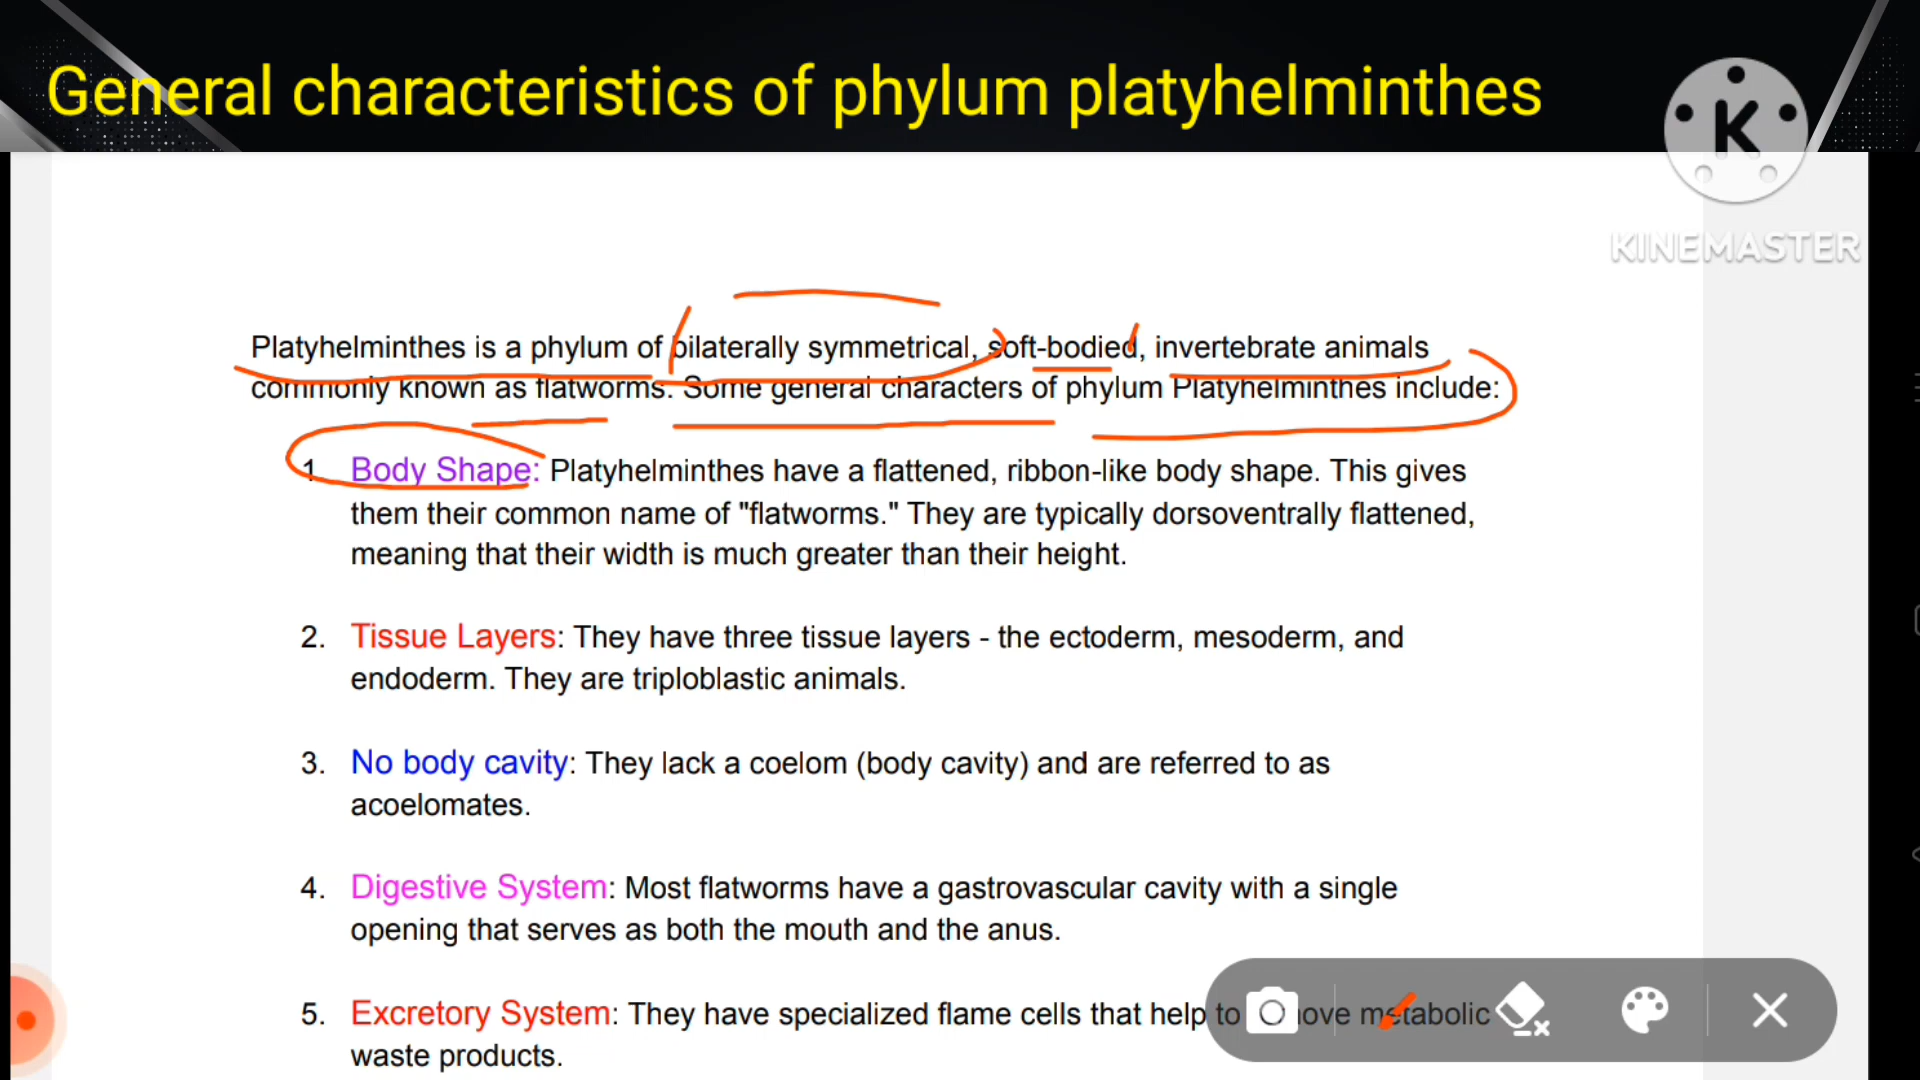 General characteristics of phylum platyhelminthes
K
KINEMASTER
Platyhelminthes is a phylum of bilaterally symmetrical, soft-bodied, invertebrate animals
commonly known as flatworms. Some general characters of phylum Platyhelminthes include:
1. Body Shape: Platyhelminthes have a flattened, ribbon-like body shape. This gives
them their common name of "flatworms." They are typically dorsoventrally flattened,
meaning that their width is much greater than their height.
2. Tissue Layers: They have three tissue layers - the ectoderm, mesoderm, and
endoderm. They are triploblastic animals.
3. No body cavity: They lack a coelom (body cavity) and are referred to as
acoelomates.
4. Digestive System: Most flatworms have a gastrovascular cavity with a single
opening that serves as both the mouth and the anus.
5. Excretory System: They have specialized flame cells that help to metabolic
waste products.